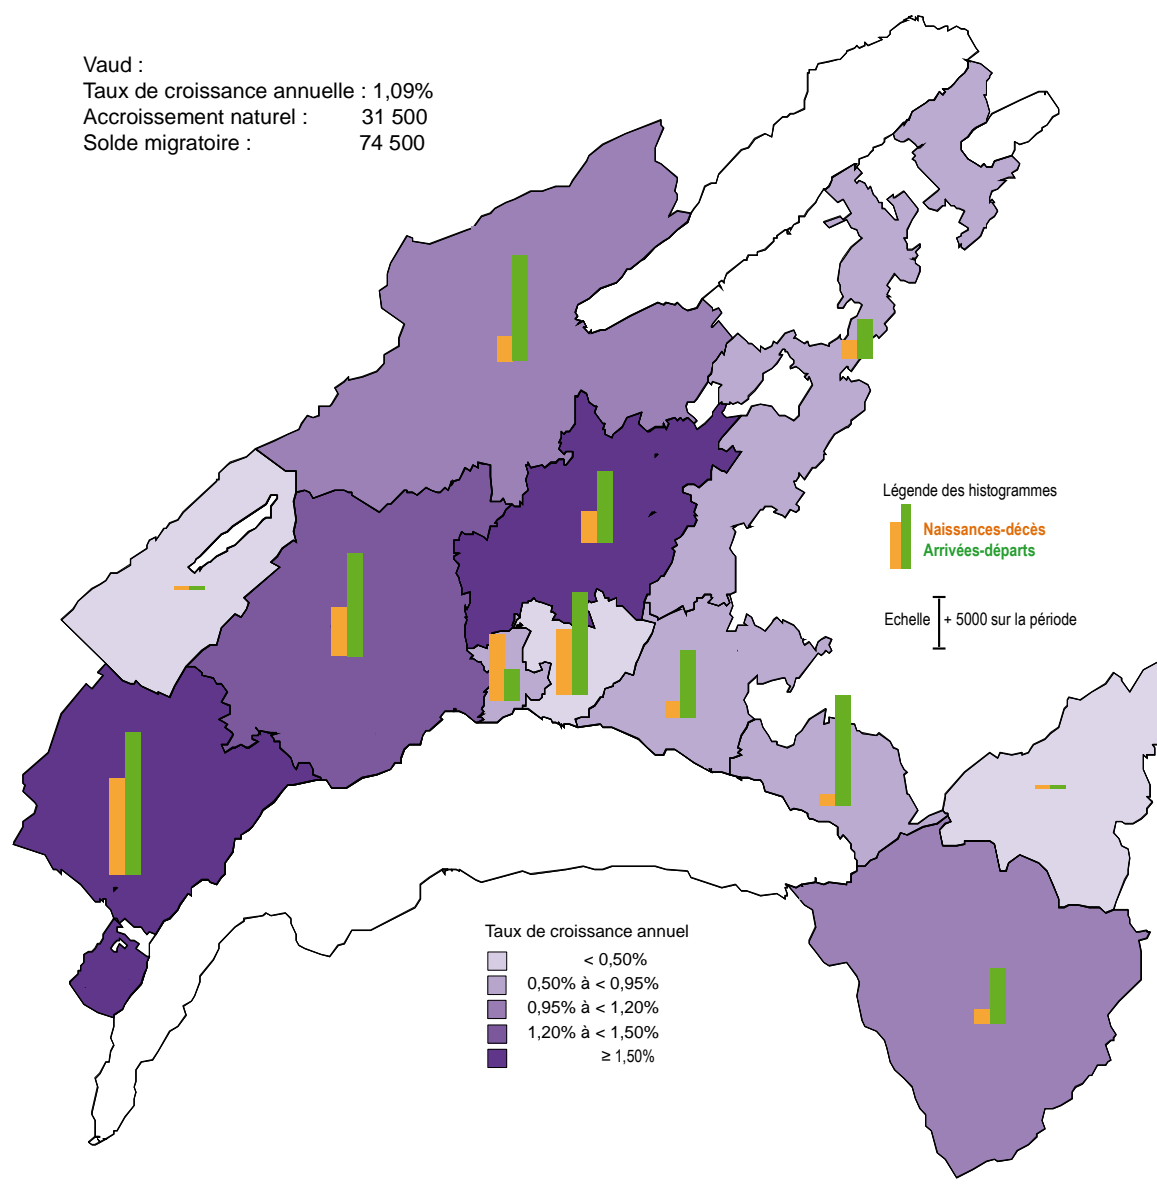 Vaud :
Taux de croissance annuelle : 1,09%
Accroissement naturel : 31 500
Solde migratoire : 74 500
Légende des histogrammes
Naissances-décès
Arrivées-départs
Echelle + 5000 sur la période
Taux de croissance annuel
< 0,50%
0,50% à < 0,95%
0,95% à < 1,20%
1,20% à < 1,50%
≥ 1,50%